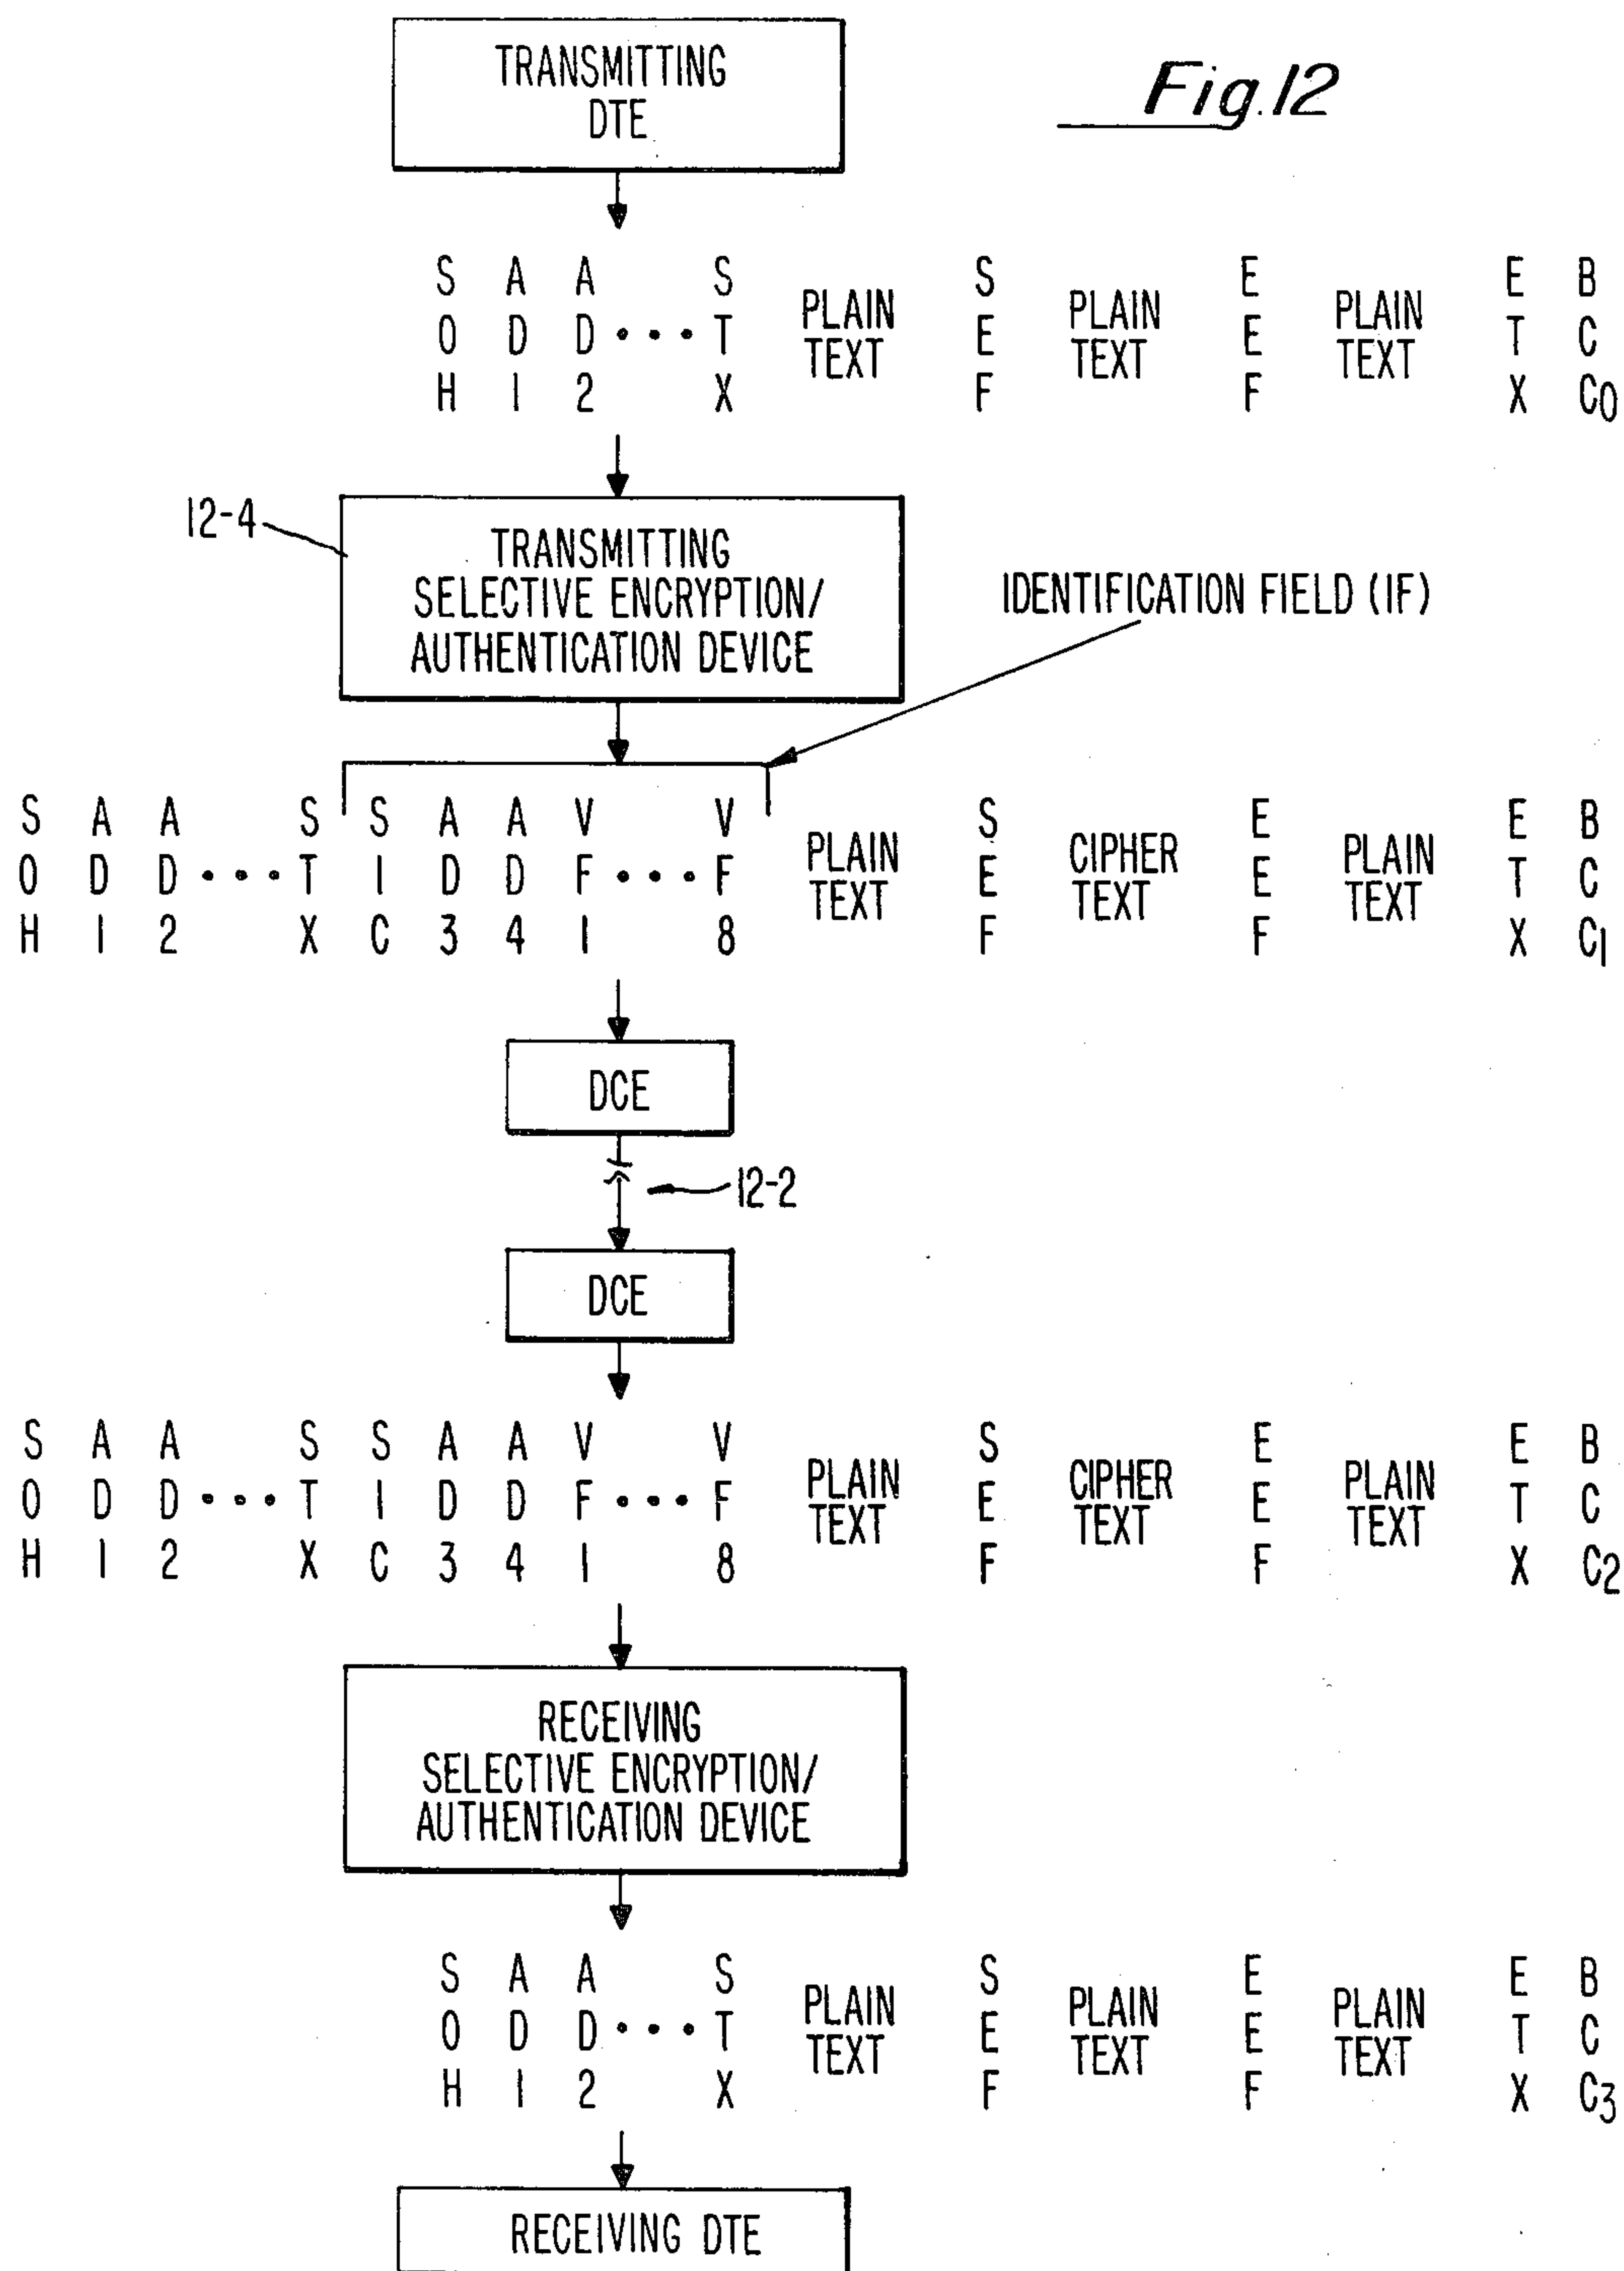 Fig.12
TRANSMITTING
DTE
S A A S S E E B
O D D • • • T PLAIN TEXT E PLAIN TEXT E PLAIN TEXT T C
H 1 2 X F F X C0
12-4
TRANSMITTING
SELECTIVE ENCRYPTION/
AUTHENTICATION DEVICE
IDENTIFICATION FIELD (IF)
S A A S S A A V V S E E B
O D D • • • T I D D F • • • F PLAIN TEXT E CIPHER TEXT E PLAIN TEXT T C
H 1 2 X C 3 4 1 8 F F X C1
DCE
12-2
DCE
S A A S S A A V V S E E B
O D D • • • T I D D F • • • F PLAIN TEXT E CIPHER TEXT E PLAIN TEXT T C
H 1 2 X C 3 4 1 8 F F X C2
RECEIVING
SELECTIVE ENCRYPTION/
AUTHENTICATION DEVICE
S A A S S E E B
O D D • • • T PLAIN TEXT E PLAIN TEXT E PLAIN TEXT T C
H 1 2 X F F X C3
RECEIVING DTE